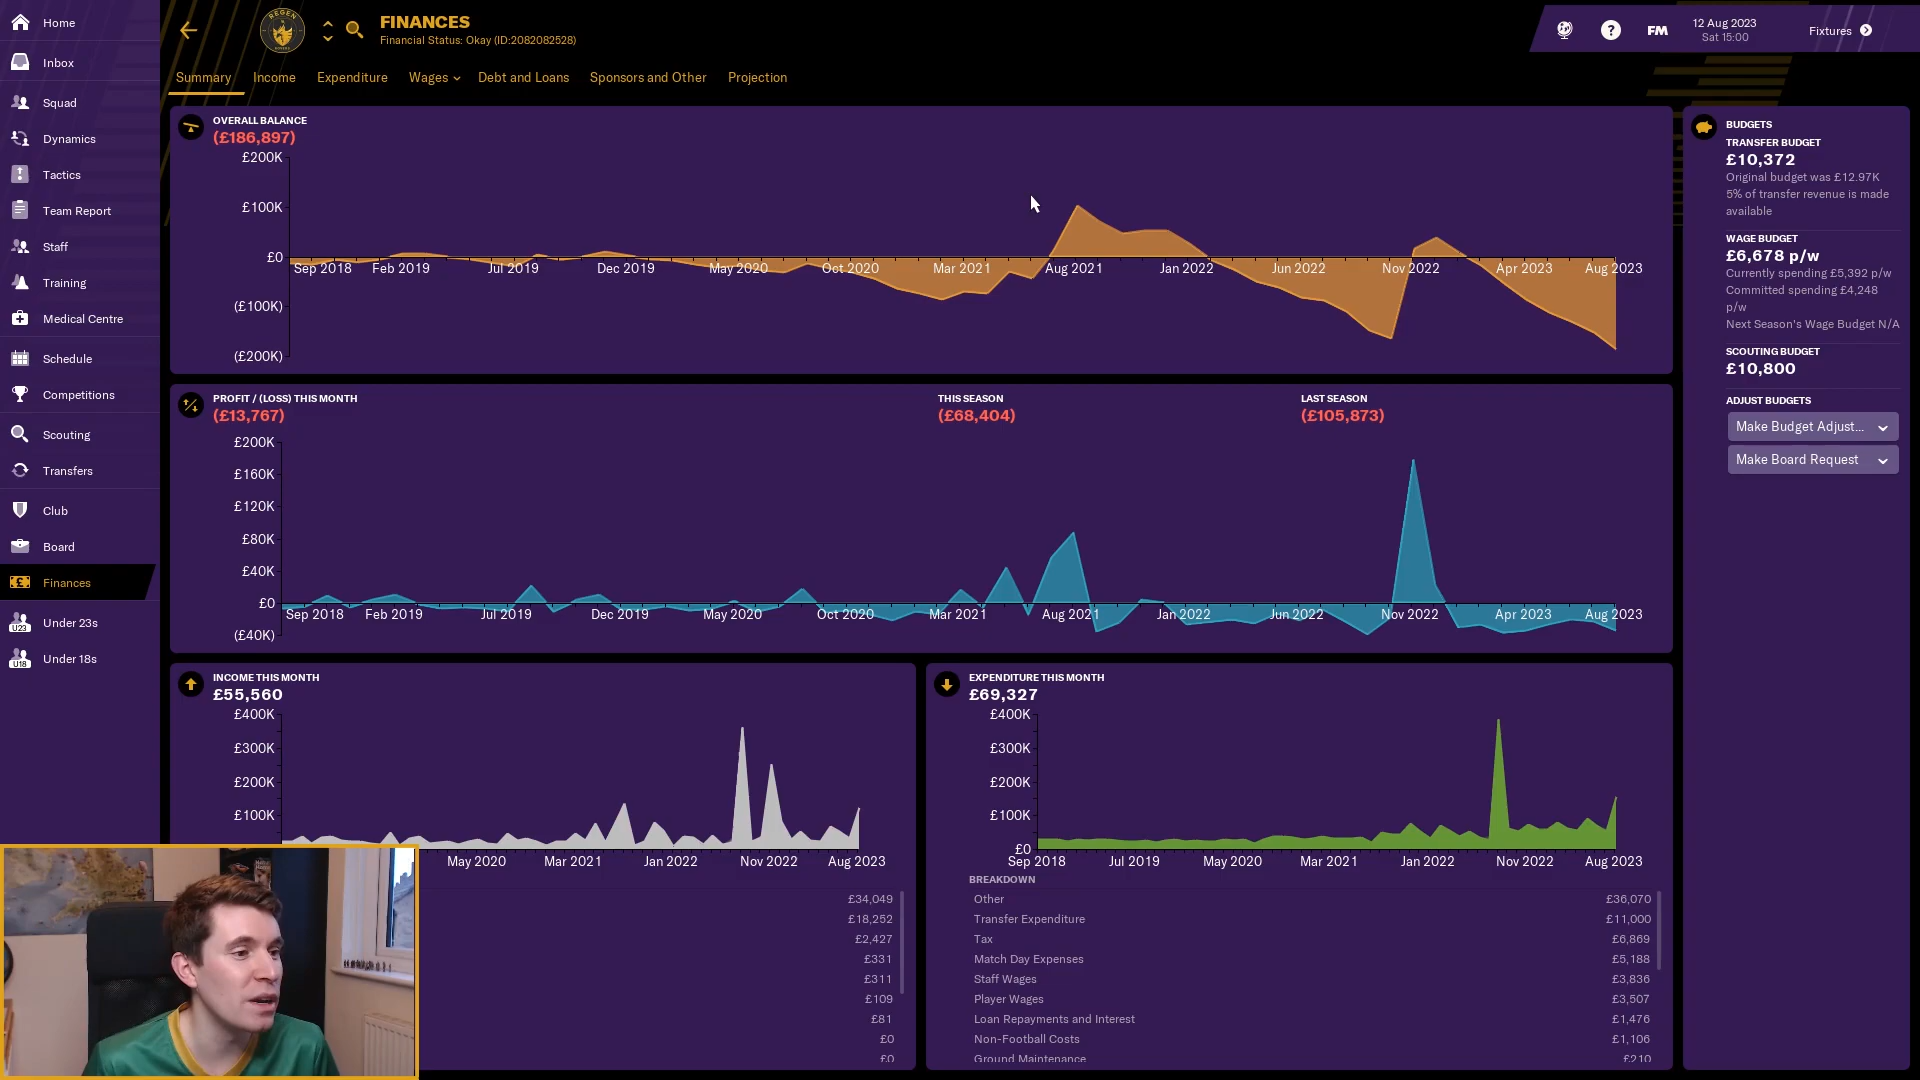 Home
Inbox
Squad
Dynamics
Tactics
Team Report
Staff
Training
Medical Centre
Schedule
Competitions
Scouting
Transfers
Club
Board
Finances
Under 23s
Under 18s
U23
U18
REGEN
FINANCES
Financial Status: Okay (ID:2082082528)
?
FM
12 Aug 2023
Sat 15:00
Fixtures
Summary Income Expenditure Wages Debt and Loans Sponsors and Other Projection
OVERALL BALANCE
(£186,897)
£200K
£100K
£0
(£100K)
(£200K)
Sep 2018 Feb 2019 Jul 2019 Dec 2019 May 2020 Oct 2020 Mar 2021 Aug 2021 Jan 2022 Jun 2022 Nov 2022 Apr 2023 Aug 2023
PROFIT / (LOSS) THIS MONTH
(£13,767)
THIS SEASON
(£68,404)
LAST SEASON
(£105,873)
£200K
£160K
£120K
£80K
£40K
£0
(£40K)
Sep 2018 Feb 2019 Jul 2019 Dec 2019 May 2020 Oct 2020 Mar 2021 Aug 2021 Jan 2022 Jun 2022 Nov 2022 Apr 2023 Aug 2023
INCOME THIS MONTH
£55,560
£400K
£300K
£200K
£100K
May 2020 Mar 2021 Jan 2022 Nov 2022 Aug 2023
£34,049
£18,252
£2,427
£331
£311
£109
£81
£0
£0
EXPENDITURE THIS MONTH
£69,327
£400K
£300K
£200K
£100K
£0
Sep 2018 Jul 2019 May 2020 Mar 2021 Jan 2022 Nov 2022 Aug 2023
BREAKDOWN
Other £36,070
Transfer Expenditure £11,000
Tax £6,869
Match Day Expenses £5,188
Staff Wages £3,836
Player Wages £3,507
Loan Repayments and Interest £1,476
Non-Football Costs £1,106
Ground Maintenance £210
BUDGETS
TRANSFER BUDGET
£10,372
Original budget was £12.97K
5% of transfer revenue is made
available
WAGE BUDGET
£6,678 p/w
Currently spending £5,392 p/w
Committed spending £4,248
p/w
Next Season's Wage Budget N/A
SCOUTING BUDGET
£10,800
ADJUST BUDGETS
Make Budget Adjust...
Make Board Request